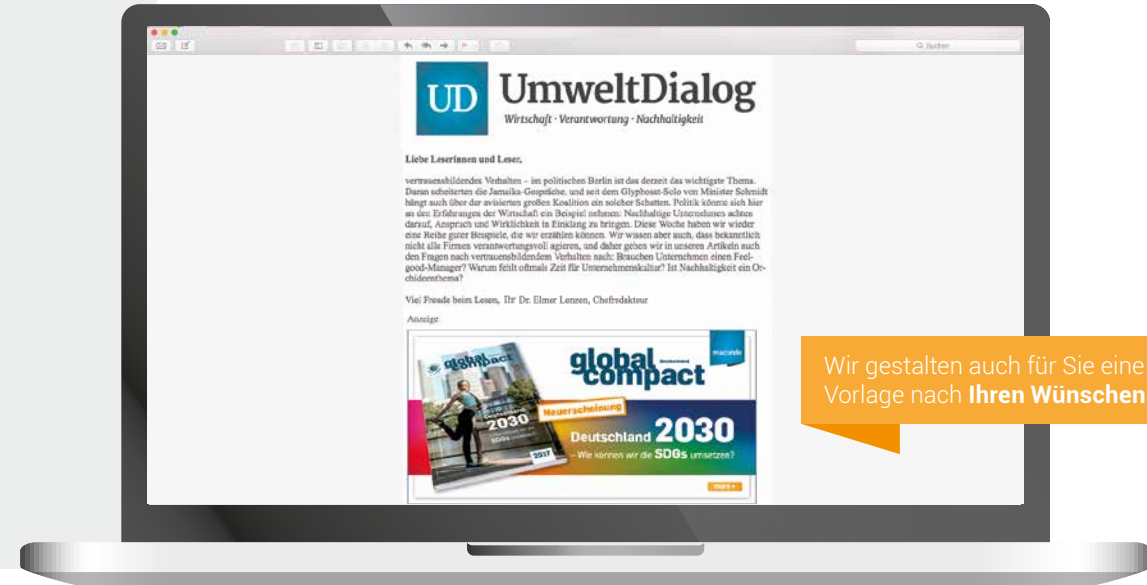 Suchen
UD UmweltDialog
Wirtschaft · Verantwortung · Nachhaltigkeit
Liebe Leserinnen und Leser,
vertrauensbildendes Verhalten – im politischen Berlin ist das derzeit das wichtigste Thema.
Daran scheiterten die Jamaika-Gespräche, und seit dem Glyphosat-Solo von Minister Schmidt
hängt auch über der avisierten großen Koalition ein solcher Schatten. Politik könnte sich hier
an den Erfahrungen der Wirtschaft ein Beispiel nehmen: Nachhaltige Unternehmen achten
darauf, Anspruch und Wirklichkeit in Einklang zu bringen. Diese Woche haben wir wieder
eine Reihe guter Beispiele, die wir erzählen können. Wir wissen aber auch, dass bekanntlich
nicht alle Firmen verantwortungsvoll agieren, und daher gehen wir in unseren Artikeln auch
den Fragen nach vertrauensbildendem Verhalten nach: Brauchen Unternehmen einen Feel-
good-Manager? Warum fehlt oftmals Zeit für Unternehmenskultur? Ist Nachhaltigkeit ein Or-
chideenthema?
Viel Freude beim Lesen, Ihr Dr. Elmer Lenzen, Chefredakteur
Anzeige
global compact
Deutschland
2030
2017
global
compact
Deutschland
macondo
Neuerscheinung
Deutschland 2030
– Wie können wir die SDGs umsetzen?
Wir gestalten auch für Sie eine
Vorlage nach Ihren Wünschen